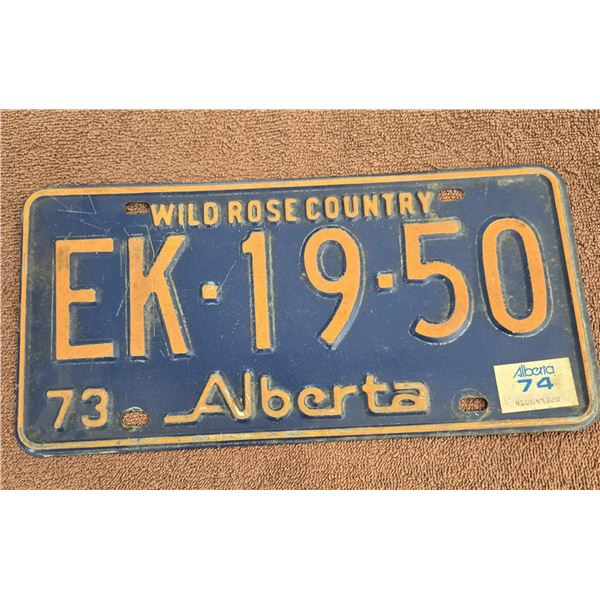 WILD ROSE COUNTRY
EK·19·50
Alberta
74
73 Alberta